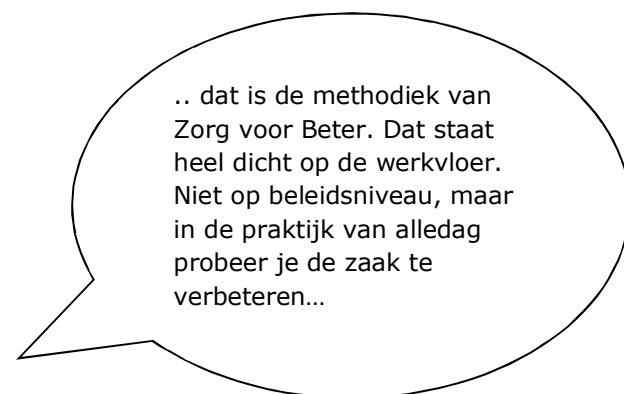 .. dat is de methodiek van
Zorg voor Beter. Dat staat
heel dicht op de werkvloer.
Niet op beleidsniveau, maar
in de praktijk van alledag
probeer je de zaak te
verbeteren…